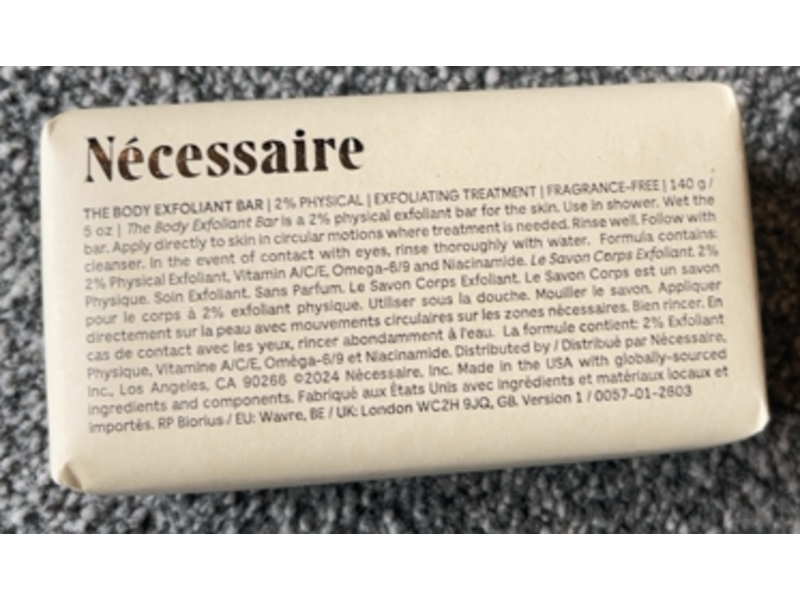 Nécessaire
THE BODY EXFOLIANT BAR | 2% PHYSICAL | EXFOLIATING TREATMENT | FRAGRANCE-FREE | 140 g /
5 oz | The Body Exfoliant Bar is a 2% physical exfoliant bar for the skin. Use in shower. Wet the
bar. Apply directly to skin in circular motions where treatment is needed. Rinse well. Follow with
cleanser. In the event of contact with eyes, rinse thoroughly with water. Formula contains:
2% Physical Exfoliant, Vitamin A/C/E, Omega-6/9 and Niacinamide. Le Savon Corps Exfoliant. 2%
Physique. Soin Exfoliant. Sans Parfum. Le Savon Corps Exfoliant. Le Savon Corps est un savon
pour le corps à 2% exfoliant physique. Utiliser sous la douche. Mouiller le savon. Appliquer
directement sur la peau avec mouvements circulaires sur les zones nécessaires. Bien rincer. En
cas de contact avec les yeux, rincer abondamment à l'eau. La formule contient: 2% Exfoliant
Physique, Vitamine A/C/E, Oméga-6/9 et Niacinamide. Distributed by / Distribué par Nécessaire,
Inc., Los Angeles, CA 90266 ©2024 Nécessaire, Inc. Made in the USA with globally-sourced
ingredients and components. Fabriqué aux États Unis avec ingrédients et matériaux locaux et
importés. RP Biorius / EU: Wavre, BE / UK: London WC2H 9JQ, GB. Version 1 / 0057-01-2603